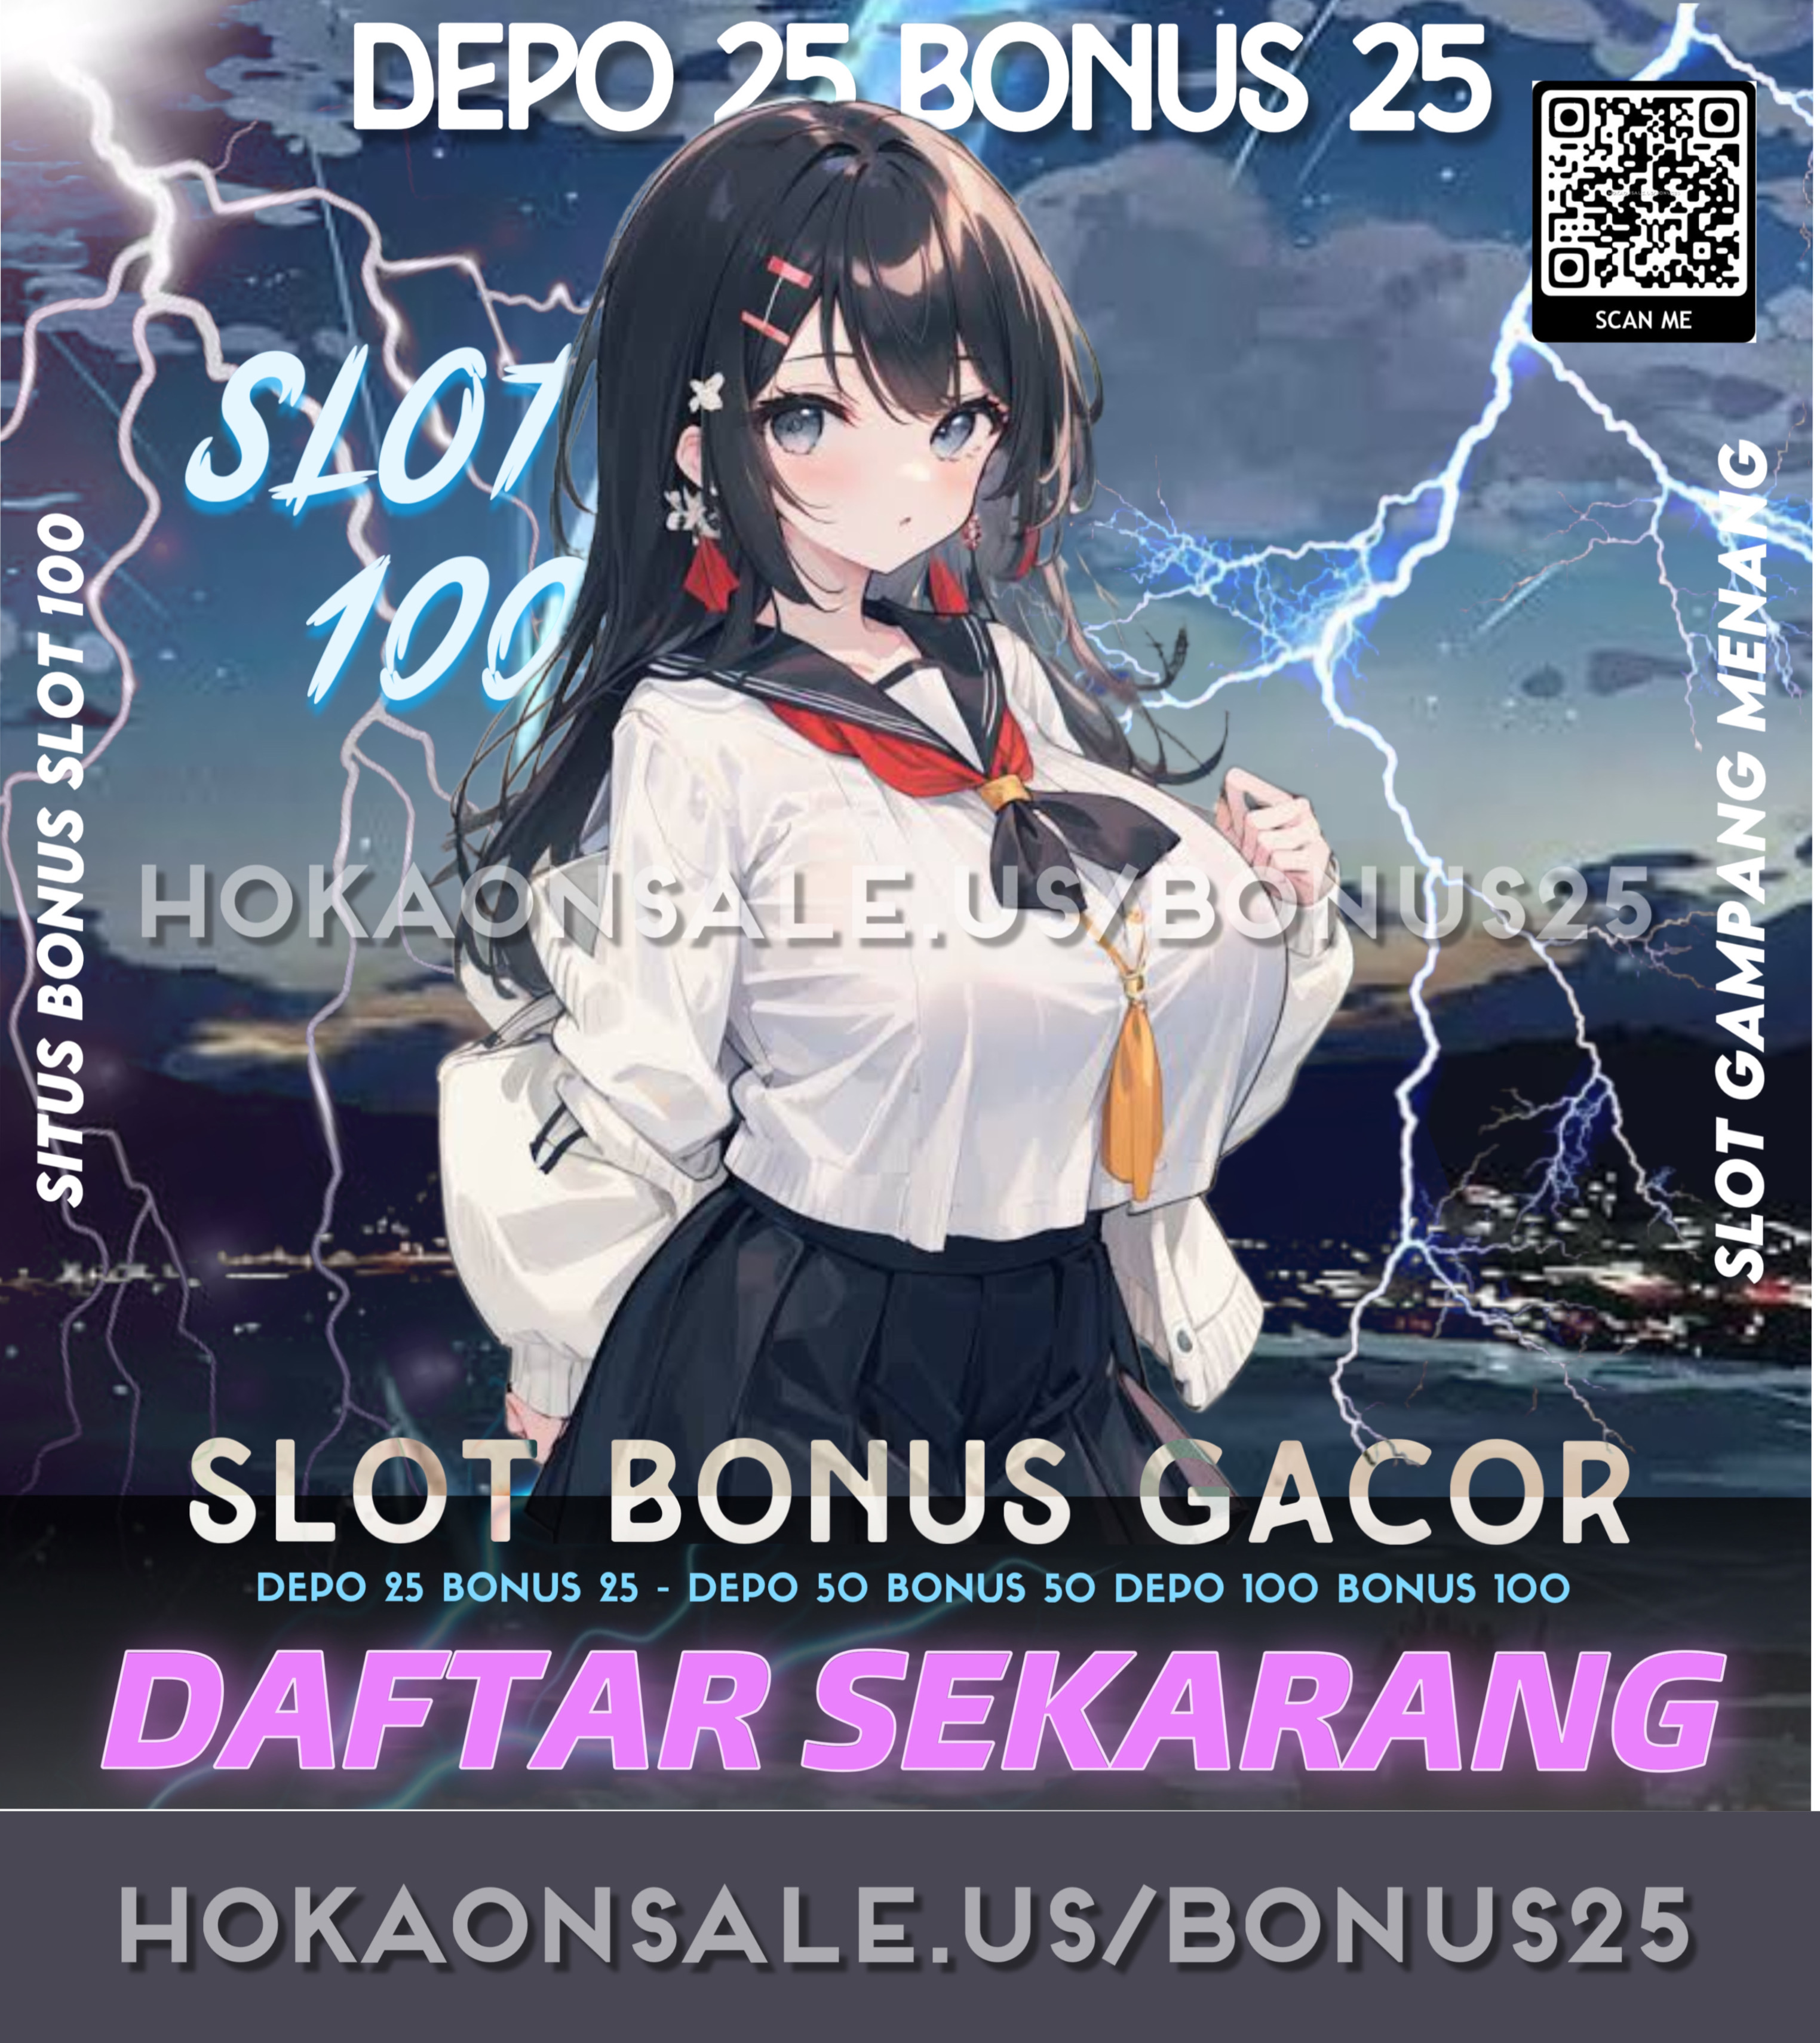 DEPO 25 BONUS 25
SCAN ME
SLOT
100
SITUS BONUS SLOT 100
SLOT GAMPANG MENANG
HOKAONSALE.US/BONUS25
SLOT BONUS GACOR
DEPO 25 BONUS 25 - DEPO 50 BONUS 50 DEPO 100 BONUS 100
DAFTAR SEKARANG
HOKAONSALE.US/BONUS25